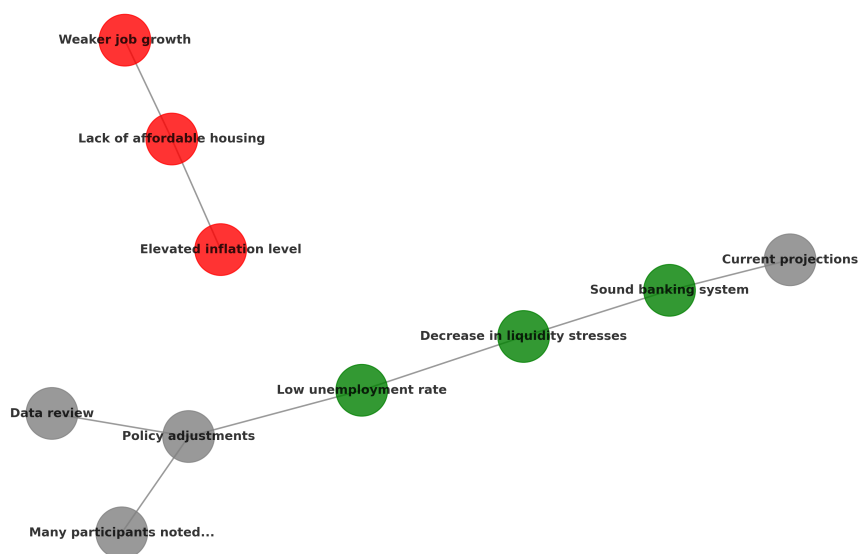 Weaker job growth
Lack of affordable housing
Elevated inflation level
Current projections
Sound banking system
Decrease in liquidity stresses
Low unemployment rate
Data review
Policy adjustments
Many participants noted...